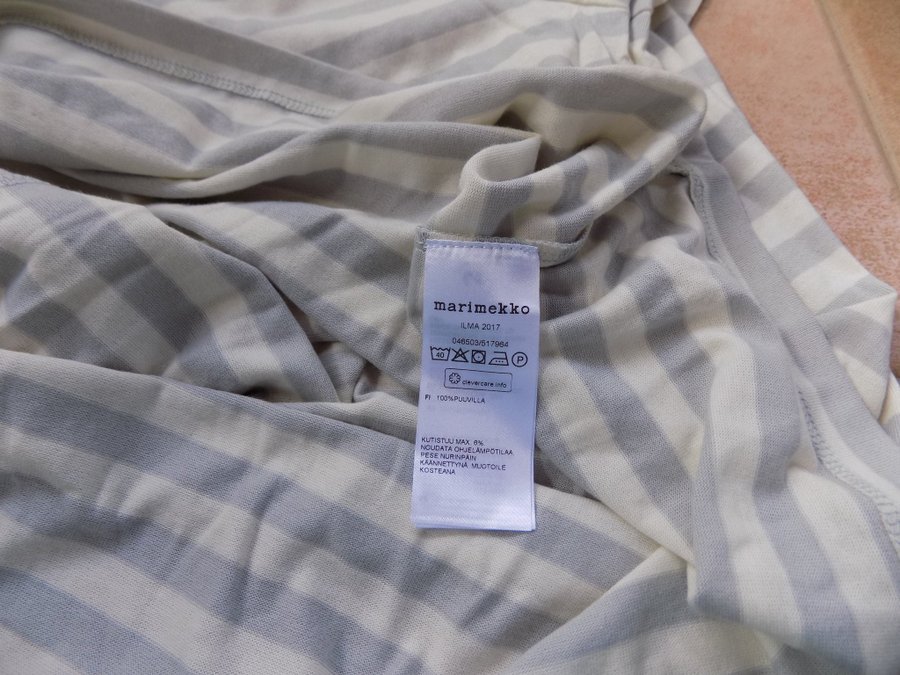 marimekko
ILMA 2017
046503/617964
40 P
clevercare.info
FI 100%PUUVILLA
KUTISTUU MAX. 6%
NOUDATA OHJELÄMPÖTILAA
PESE NURINPÄIN
KÄÄNNETTYNÄ MUOTOILE
KOSTEANA